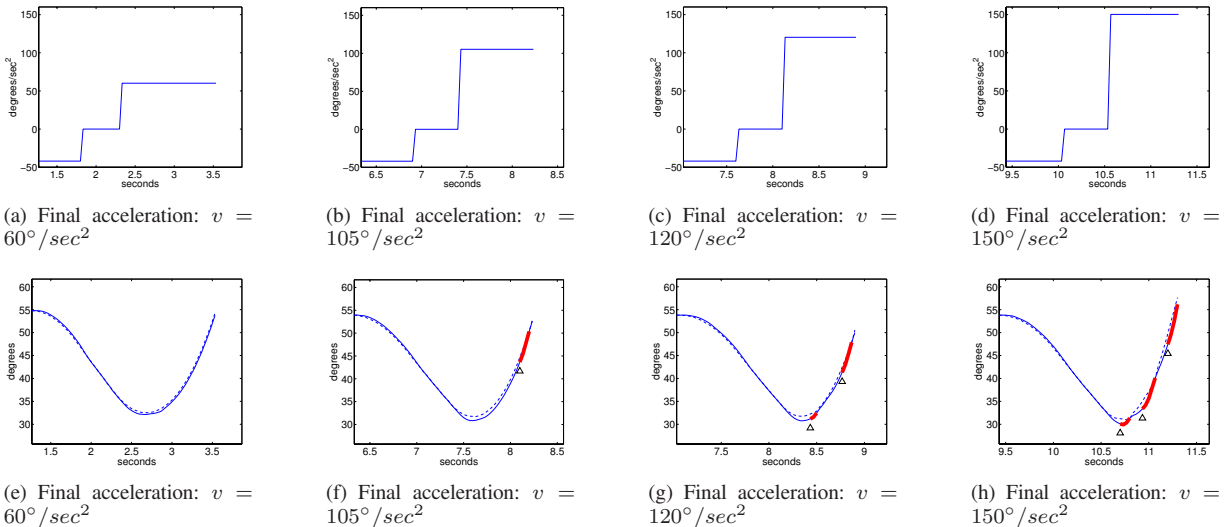 150
100
50
0
−50
degrees/sec²
1.5 2 2.5 3 3.5
seconds
150
100
50
0
−50
degrees/sec²
6.5 7 7.5 8 8.5
seconds
150
100
50
0
−50
degrees/sec²
7.5 8 8.5 9
seconds
150
100
50
0
−50
degrees/sec²
9.5 10 10.5 11 11.5
seconds
(a) Final acceleration: v =
60°/sec²
(b) Final acceleration: v =
105°/sec²
(c) Final acceleration: v =
120°/sec²
(d) Final acceleration: v =
150°/sec²
60
55
50
45
40
35
30
degrees
1.5 2 2.5 3 3.5
seconds
60
55
50
45
40
35
30
degrees
6.5 7 7.5 8 8.5
seconds
60
55
50
45
40
35
30
degrees
7.5 8 8.5 9
seconds
60
55
50
45
40
35
30
degrees
9.5 10 10.5 11 11.5
seconds
(e) Final acceleration: v =
60°/sec²
(f) Final acceleration: v =
105°/sec²
(g) Final acceleration: v =
120°/sec²
(h) Final acceleration: v =
150°/sec²